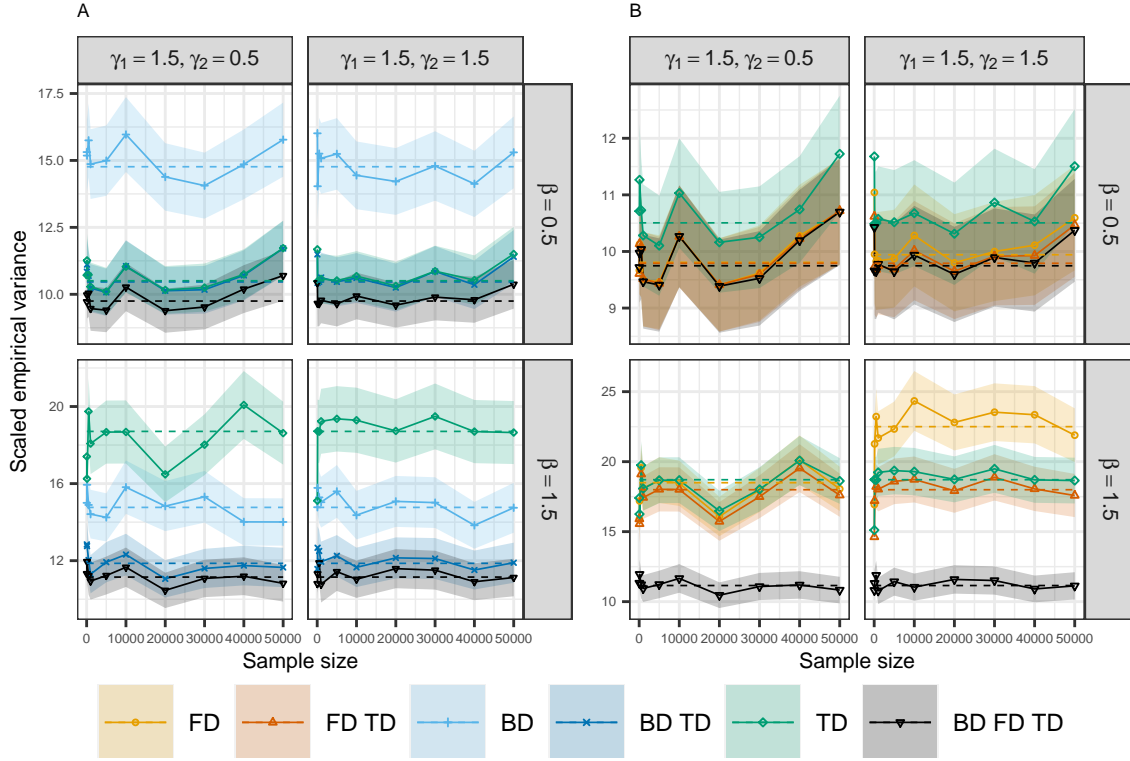 A
B
γ1 = 1.5, γ2 = 0.5
γ1 = 1.5, γ2 = 1.5
γ1 = 1.5, γ2 = 0.5
γ1 = 1.5, γ2 = 1.5
Scaled empirical variance
17.5
15.0
12.5
10.0
β = 0.5
12
11
10
9
β = 0.5
20
16
12
β = 1.5
25
20
15
10
β = 1.5
0 10000 20000 30000 40000 50000
0 10000 20000 30000 40000 50000
0 10000 20000 30000 40000 50000
0 10000 20000 30000 40000 50000
Sample size
Sample size
FD
FD TD
BD
BD TD
TD
BD FD TD